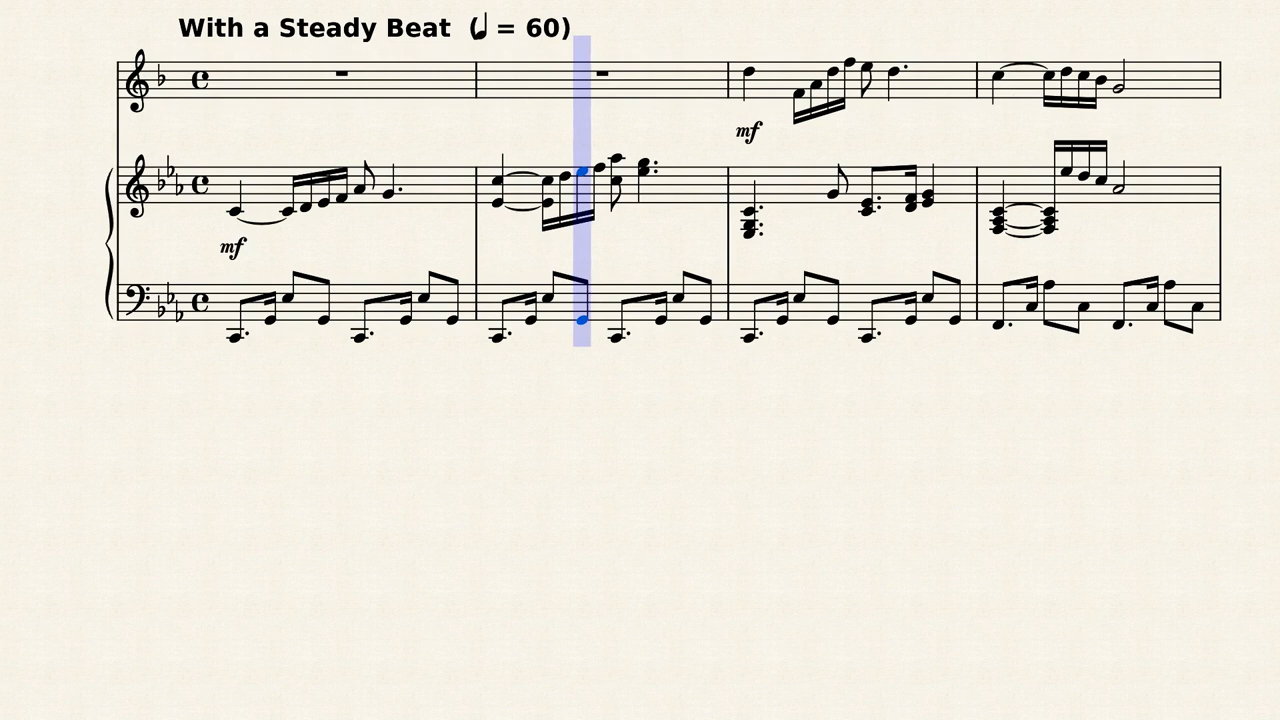 With a Steady Beat (♩ = 60)
mf
mf